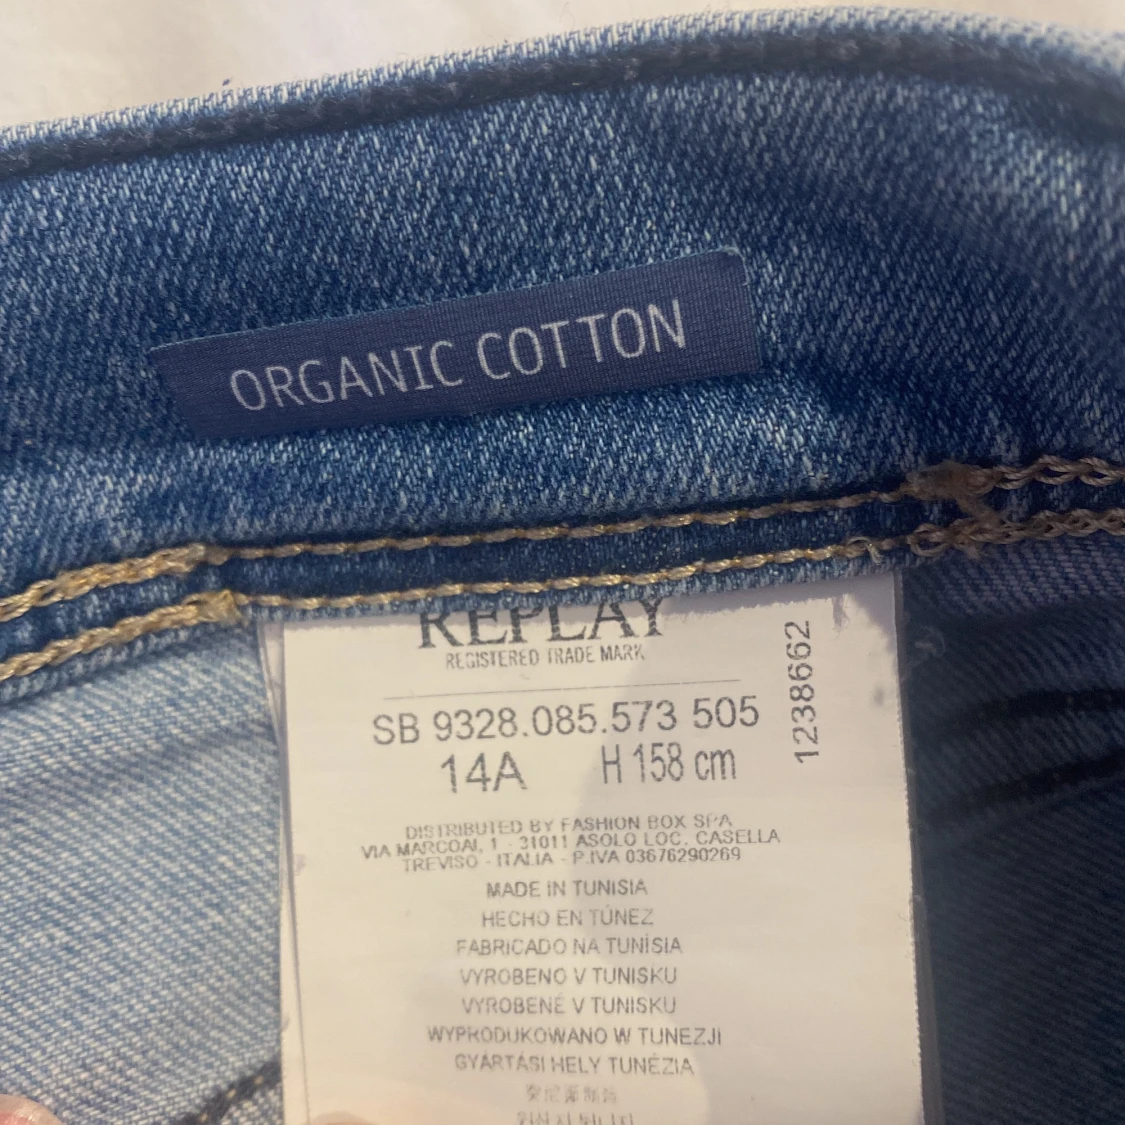 ORGANIC COTTON
REPLAY
REGISTERED TRADE MARK
SB 9328.085.573 505
14A H 158 cm
1238662
DISTRIBUTED BY FASHION BOX SPA
VIA MARCOAI, 1 - 31011 ASOLO LOC. CASELLA
TREVISO - ITALIA - P.IVA 03676290269
MADE IN TUNISIA
HECHO EN TÚNEZ
FABRICADO NA TUNÍSIA
VYROBENO V TUNISKU
VYROBENÉ V TUNISKU
WYPRODUKOWANO W TUNEZJI
GYÁRTÁSI HELY TUNÉZIA